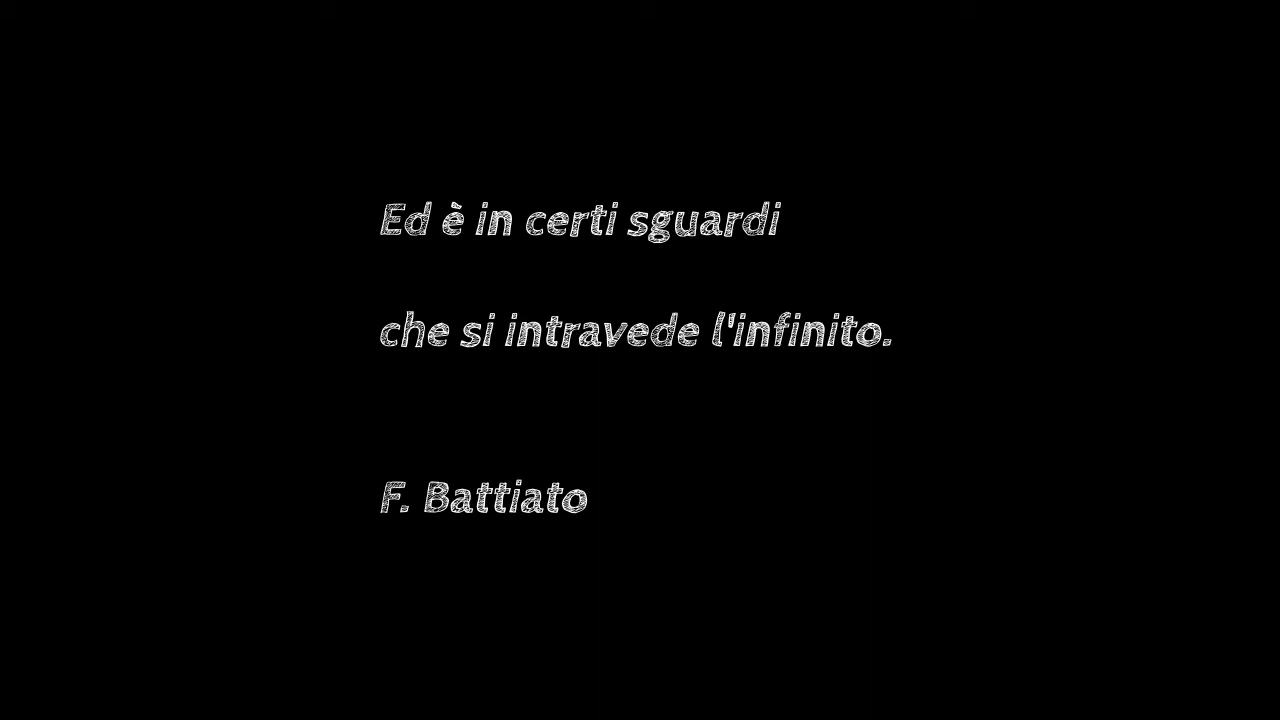 Ed è in certi sguardi
che si intravede l'infinito.
F. Battiato